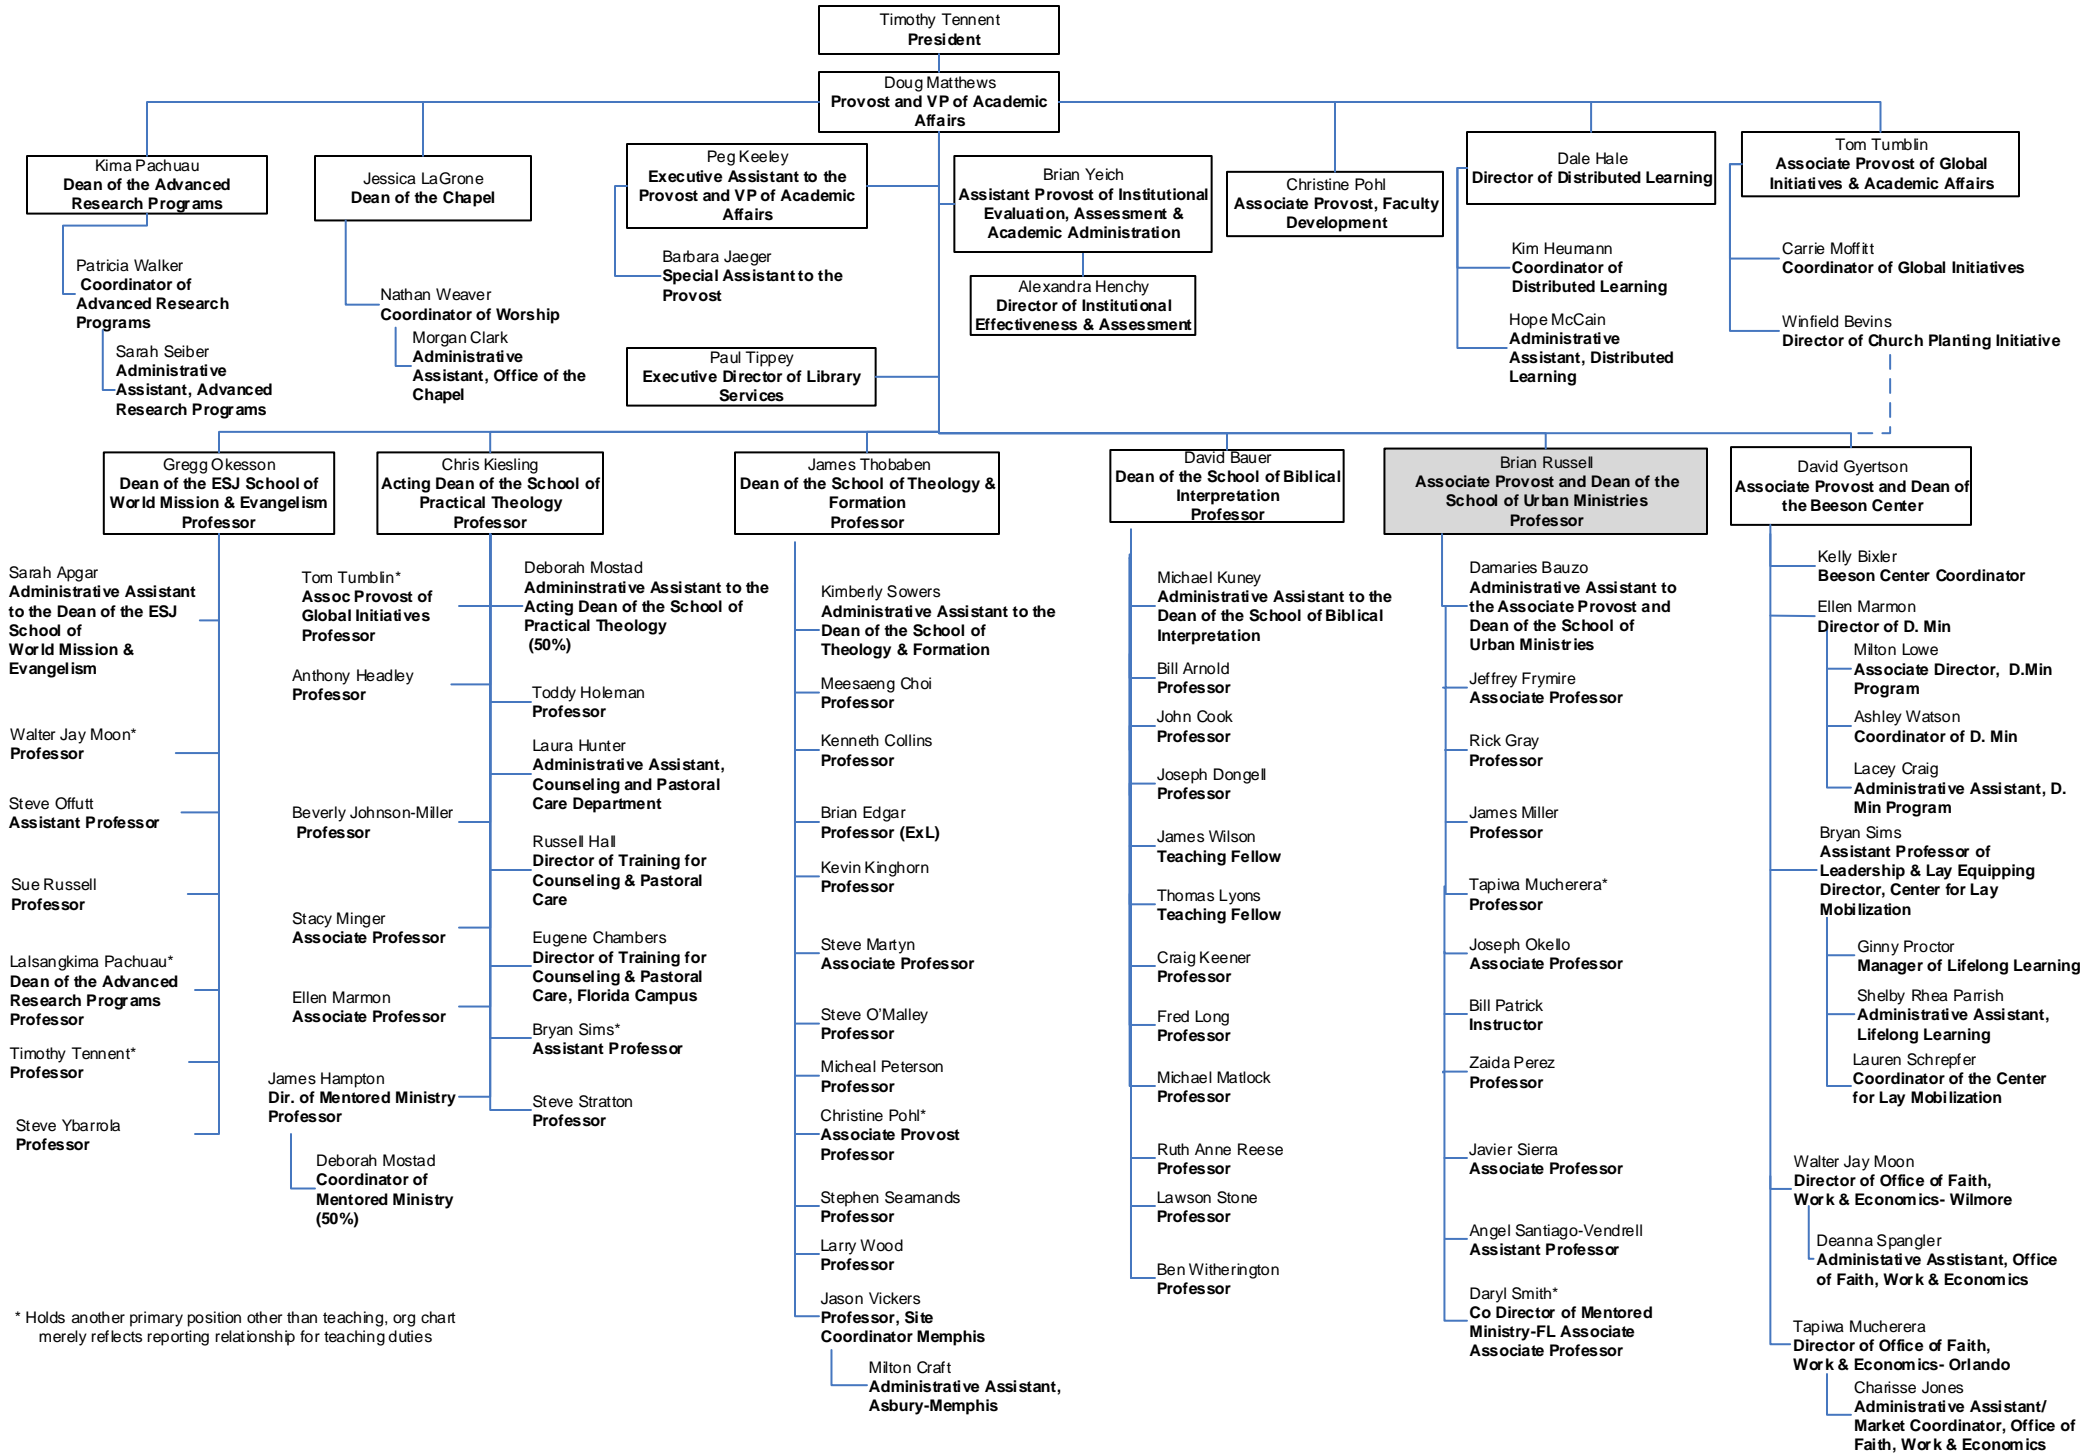 Timothy Tennent
President
Doug Matthews
Provost and VP of Academic
Affairs
Kima Pachuau
Dean of the Advanced
Research Programs
Patricia Walker
Coordinator of
Advanced Research
Programs
Sarah Seiber
Administrative
Assistant, Advanced
Research Programs
Jessica LaGrone
Dean of the Chapel
Nathan Weaver
Coordinator of Worship
Morgan Clark
Administrative
Assistant, Office of the
Chapel
Peg Keeley
Executive Assistant to the
Provost and VP of Academic
Affairs
Barbara Jaeger
Special Assistant to the
Provost
Paul Tippey
Executive Director of Library
Services
Brian Yeich
Assistant Provost of Institutional
Evaluation, Assessment &
Academic Administration
Alexandra Henchy
Director of Institutional
Effectiveness & Assessment
Christine Pohl
Associate Provost, Faculty
Development
Dale Hale
Director of Distributed Learning
Kim Heumann
Coordinator of
Distributed Learning
Hope McCain
Administrative
Assistant, Distributed
Learning
Tom Tumblin
Associate Provost of Global
Initiatives & Academic Affairs
Carrie Moffitt
Coordinator of Global Initiatives
Winfield Bevins
Director of Church Planting Initiative
Gregg Okesson
Dean of the ESJ School of
World Mission & Evangelism
Professor
Sarah Apgar
Administrative Assistant
to the Dean of the ESJ
School of
World Mission &
Evangelism
Walter Jay Moon*
Professor
Steve Offutt
Assistant Professor
Sue Russell
Professor
Lalsangkima Pachuau*
Dean of the Advanced
Research Programs
Professor
Timothy Tennent*
Professor
Steve Ybarrola
Professor
Chris Kiesling
Acting Dean of the School of
Practical Theology
Professor
Tom Tumblin*
Assoc Provost of
Global Initiatives
Professor
Anthony Headley
Professor
Beverly Johnson-Miller
Professor
Stacy Minger
Associate Professor
Ellen Marmon
Associate Professor
James Hampton
Dir. of Mentored Ministry
Professor
Deborah Mostad
Coordinator of
Mentored Ministry
(50%)
Deborah Mostad
Admininstrative Assistant to the
Acting Dean of the School of
Practical Theology
(50%)
Toddy Holeman
Professor
Laura Hunter
Administrative Assistant,
Counseling and Pastoral
Care Department
Russell Hall
Director of Training for
Counseling & Pastoral
Care
Eugene Chambers
Director of Training for
Counseling & Pastoral
Care, Florida Campus
Bryan Sims*
Assistant Professor
Steve Stratton
Professor
James Thobaben
Dean of the School of Theology &
Formation
Professor
Kimberly Sowers
Administrative Assistant to the
Dean of the School of
Theology & Formation
Meesaeng Choi
Professor
Kenneth Collins
Professor
Brian Edgar
Professor (ExL)
Kevin Kinghorn
Professor
Steve Martyn
Associate Professor
Steve O'Malley
Professor
Micheal Peterson
Professor
Christine Pohl*
Associate Provost
Professor
Stephen Seamands
Professor
Larry Wood
Professor
Jason Vickers
Professor, Site
Coordinator Memphis
Milton Craft
Administrative Assistant,
Asbury-Memphis
David Bauer
Dean of the School of Biblical
Interpretation
Professor
Michael Kuney
Administrative Assistant to the
Dean of the School of Biblical
Interpretation
Bill Arnold
Professor
John Cook
Professor
Joseph Dongell
Professor
James Wilson
Teaching Fellow
Thomas Lyons
Teaching Fellow
Craig Keener
Professor
Fred Long
Professor
Michael Matlock
Professor
Ruth Anne Reese
Professor
Lawson Stone
Professor
Ben Witherington
Professor
Brian Russell
Associate Provost and Dean of the
School of Urban Ministries
Professor
Damaries Bauzo
Administrative Assistant to
the Associate Provost and
Dean of the School of
Urban Ministries
Jeffrey Frymire
Associate Professor
Rick Gray
Professor
James Miller
Professor
Tapiwa Mucherera*
Professor
Joseph Okello
Associate Professor
Bill Patrick
Instructor
Zaida Perez
Professor
Javier Sierra
Associate Professor
Angel Santiago-Vendrell
Assistant Professor
Daryl Smith*
Co Director of Mentored
Ministry-FL Associate
Associate Professor
David Gyertson
Associate Provost and Dean of
the Beeson Center
Kelly Bixler
Beeson Center Coordinator
Ellen Marmon
Director of D. Min
Milton Lowe
Associate Director, D.Min
Program
Ashley Watson
Coordinator of D. Min
Lacey Craig
Administrative Assistant, D.
Min Program
Bryan Sims
Assistant Professor of
Leadership & Lay Equipping
Director, Center for Lay
Mobilization
Ginny Proctor
Manager of Lifelong Learning
Shelby Rhea Parrish
Administrative Assistant,
Lifelong Learning
Lauren Schrepfer
Coordinator of the Center
for Lay Mobilization
Walter Jay Moon
Director of Office of Faith,
Work & Economics- Wilmore
Deanna Spangler
Administative Asstistant, Office
of Faith, Work & Economics
Tapiwa Mucherera
Director of Office of Faith,
Work & Economics- Orlando
Charisse Jones
Administrative Assistant/
Market Coordinator, Office of
Faith, Work & Economics
* Holds another primary position other than teaching, org chart
merely reflects reporting relationship for teaching duties